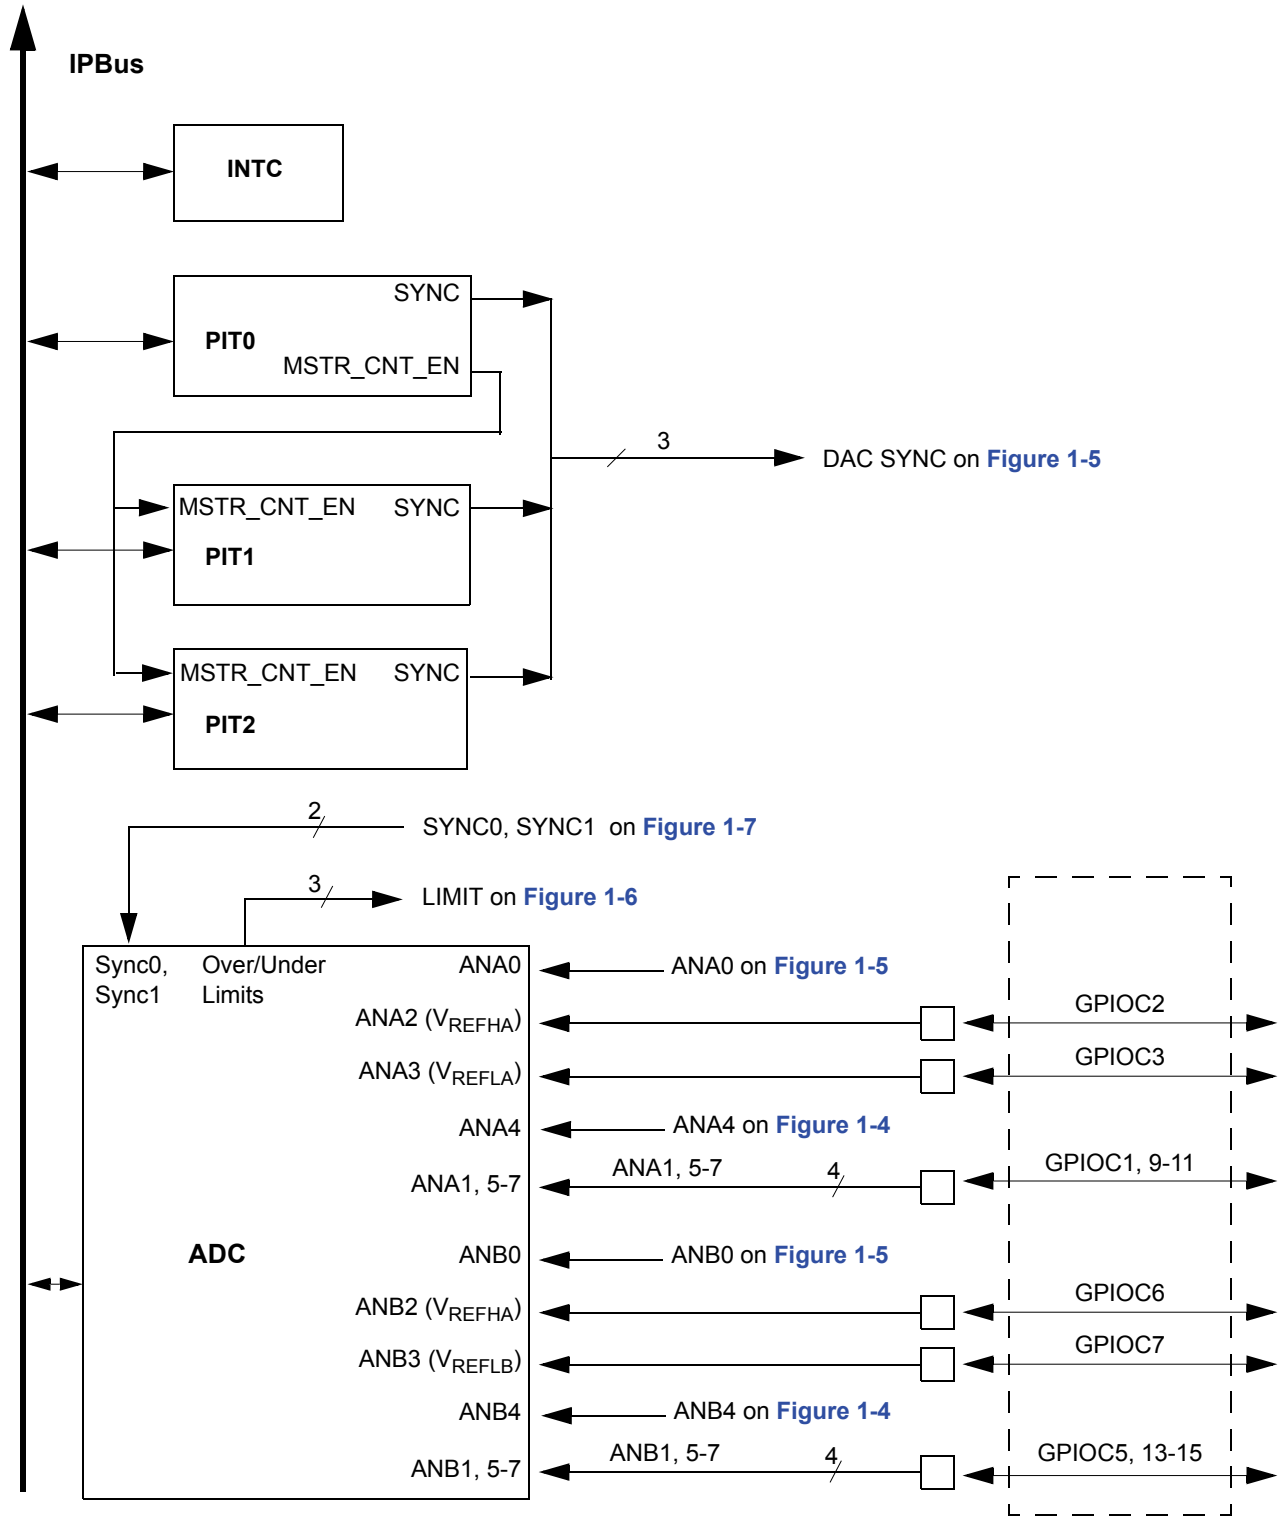 IPBus
INTC
SYNC
PIT0
MSTR_CNT_EN
3
DAC SYNC on Figure 1-5
MSTR_CNT_EN SYNC
PIT1
MSTR_CNT_EN SYNC
PIT2
2
SYNC0, SYNC1 on Figure 1-7
3
LIMIT on Figure 1-6
Sync0,
Sync1
Over/Under
Limits
ANA0
ANA0 on Figure 1-5
ANA2 (VREFHA)
GPIOC2
ANA3 (VREFLA)
GPIOC3
ANA4
ANA4 on Figure 1-4
ANA1, 5-7
ANA1, 5-7
4
GPIOC1, 9-11
ADC
ANB0
ANB0 on Figure 1-5
ANB2 (VREFHA)
GPIOC6
ANB3 (VREFLB)
GPIOC7
ANB4
ANB4 on Figure 1-4
ANB1, 5-7
ANB1, 5-7
4
GPIOC5, 13-15